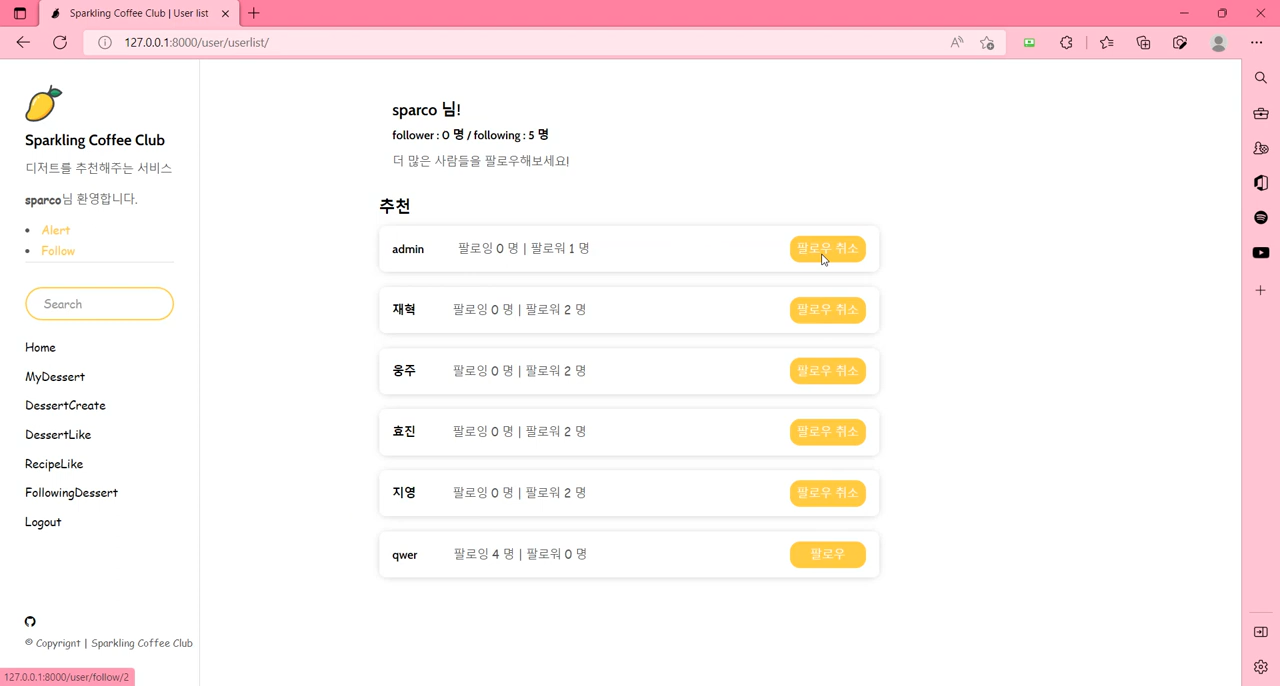 Sparkling Coffee Club | User list
127.0.0.1:8000/user/userlist/
Sparkling Coffee Club
디저트를 추천해주는 서비스
sparco님 환영합니다.
Alert
Follow
Search
Home
MyDessert
DessertCreate
DessertLike
RecipeLike
FollowingDessert
Logout
© Copyright | Sparkling Coffee Club
127.0.0.1:8000/user/follow/2
sparco 님!
follower : 0 명 / following : 5 명
더 많은 사람들을 팔로우해보세요!
추천
admin 팔로잉 0 명 | 팔로워 1 명 팔로우 취소
재혁 팔로잉 0 명 | 팔로워 2 명 팔로우 취소
웅주 팔로잉 0 명 | 팔로워 2 명 팔로우 취소
효진 팔로잉 0 명 | 팔로워 2 명 팔로우 취소
지영 팔로잉 0 명 | 팔로워 2 명 팔로우 취소
qwer 팔로잉 4 명 | 팔로워 0 명 팔로우